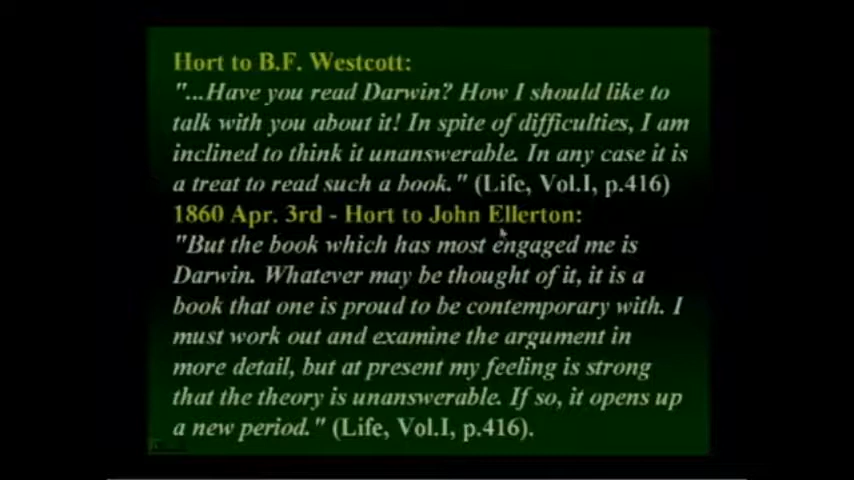 Hort to B.F. Westcott:
"...Have you read Darwin? How I should like to
talk with you about it! In spite of difficulties, I am
inclined to think it unanswerable. In any case it is
a treat to read such a book." (Life, Vol.I, p.416)
1860 Apr. 3rd - Hort to John Ellerton:
"But the book which has most engaged me is
Darwin. Whatever may be thought of it, it is a
book that one is proud to be contemporary with. I
must work out and examine the argument in
more detail, but at present my feeling is strong
that the theory is unanswerable. If so, it opens up
a new period." (Life, Vol.I, p.416).